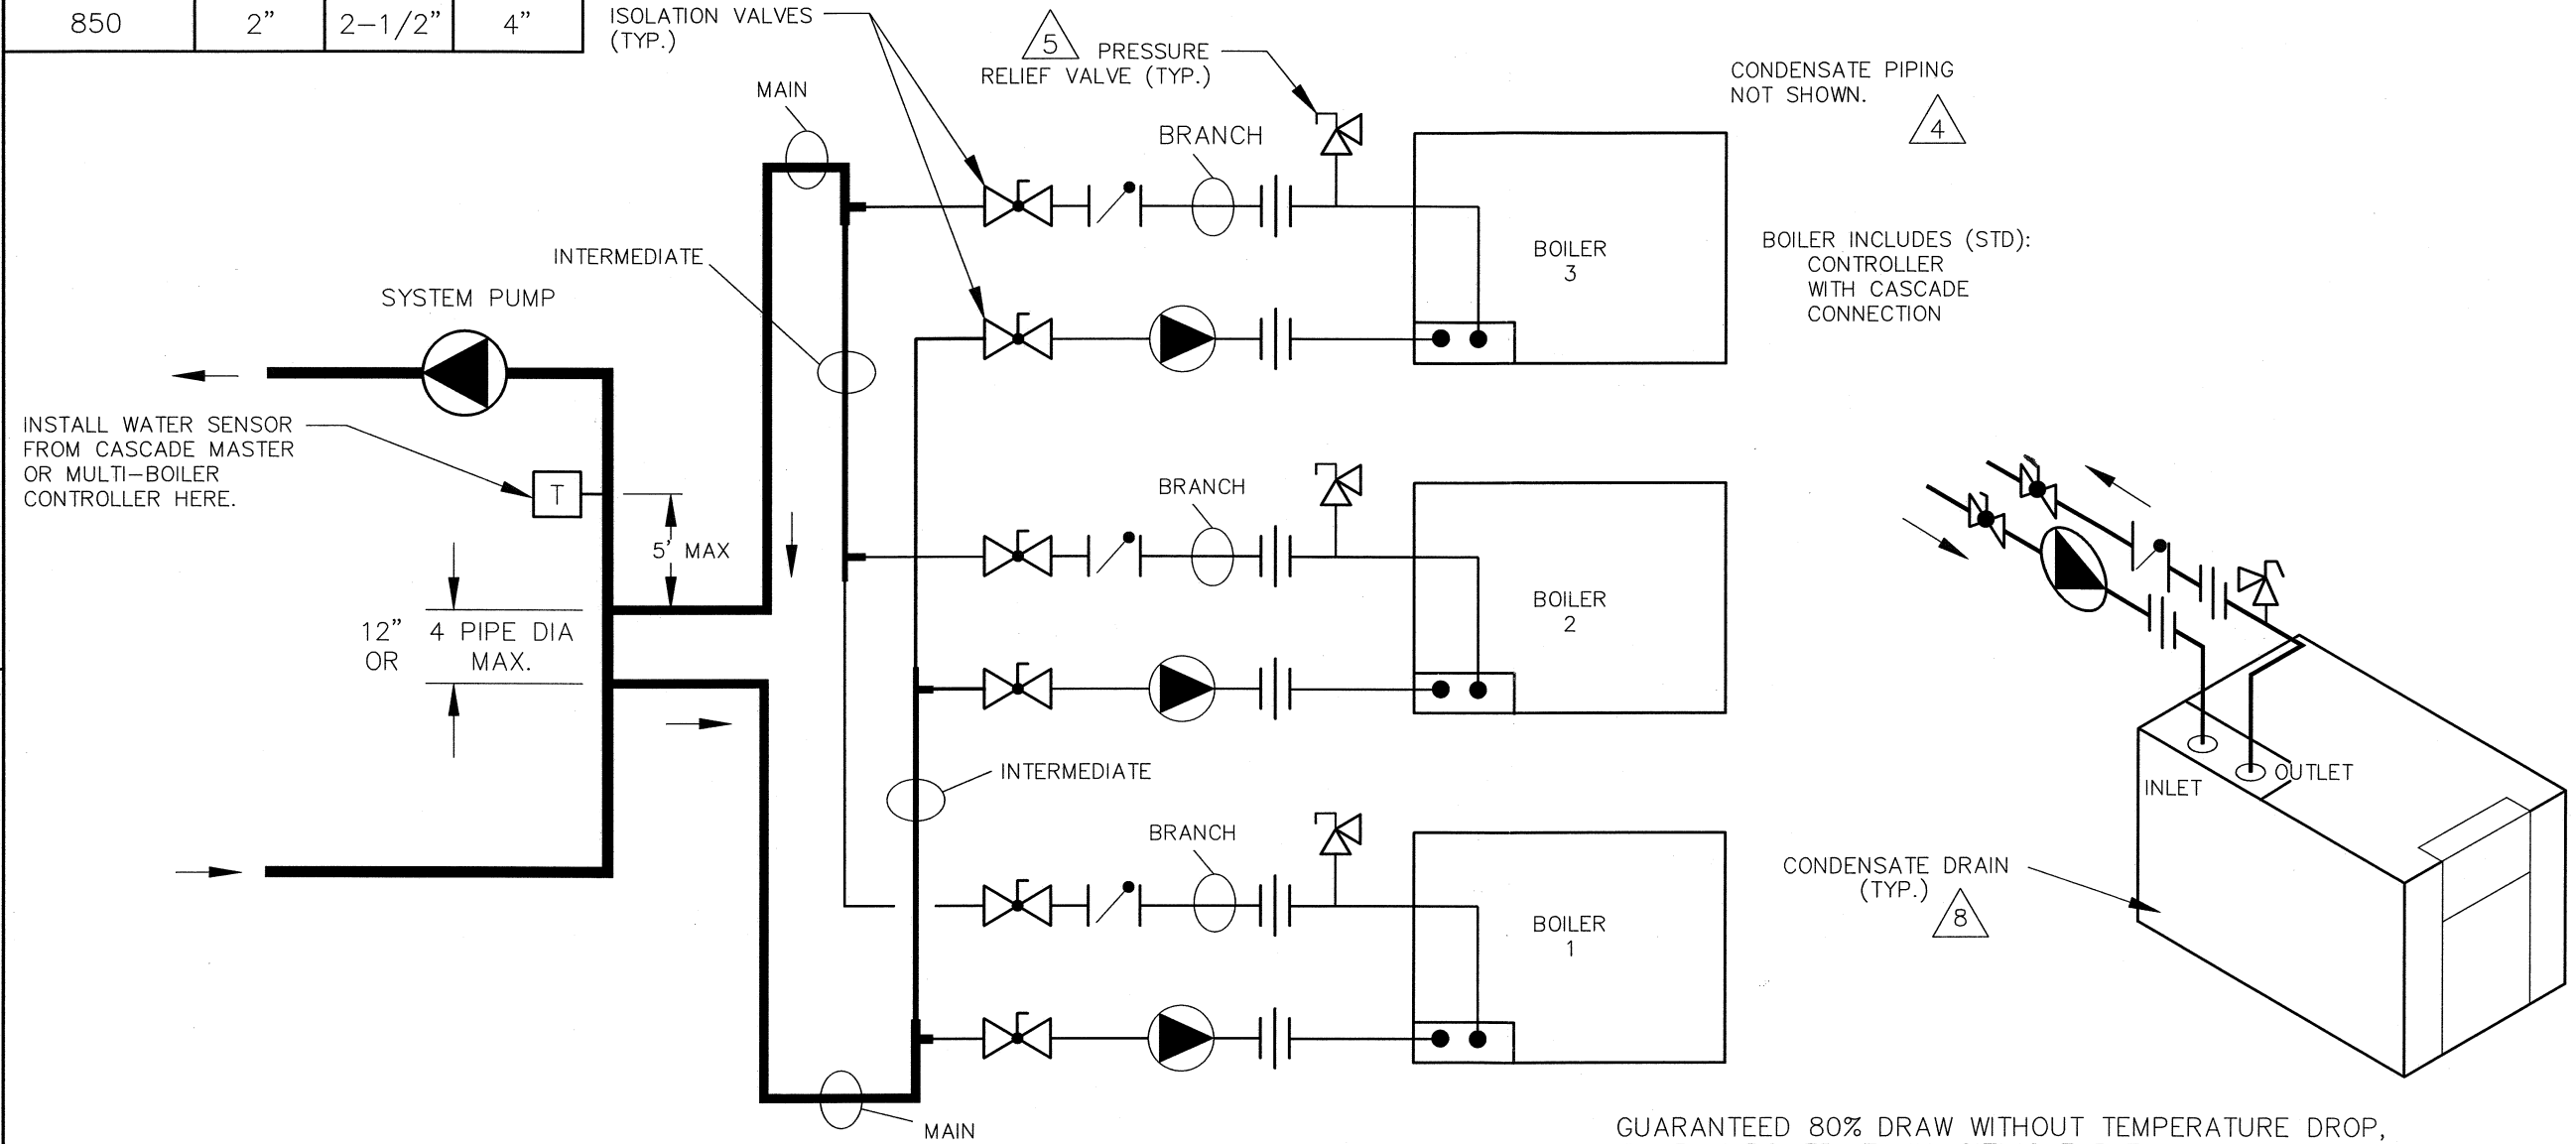 850 2" 2-1/2" 4"
ISOLATION VALVES
(TYP.)
5 PRESSURE
RELIEF VALVE (TYP.)
CONDENSATE PIPING
NOT SHOWN.
4
MAIN
BRANCH
BOILER
3
BOILER INCLUDES (STD):
CONTROLLER
WITH CASCADE
CONNECTION
INTERMEDIATE
SYSTEM PUMP
INSTALL WATER SENSOR
FROM CASCADE MASTER
OR MULTI-BOILER
CONTROLLER HERE.
T
5' MAX
12" 4 PIPE DIA
OR MAX.
BRANCH
BOILER
2
INTERMEDIATE
BRANCH
BOILER
1
INLET
OUTLET
CONDENSATE DRAIN
(TYP.)
8
MAIN
GUARANTEED 80% DRAW WITHOUT TEMPERATURE DROP,